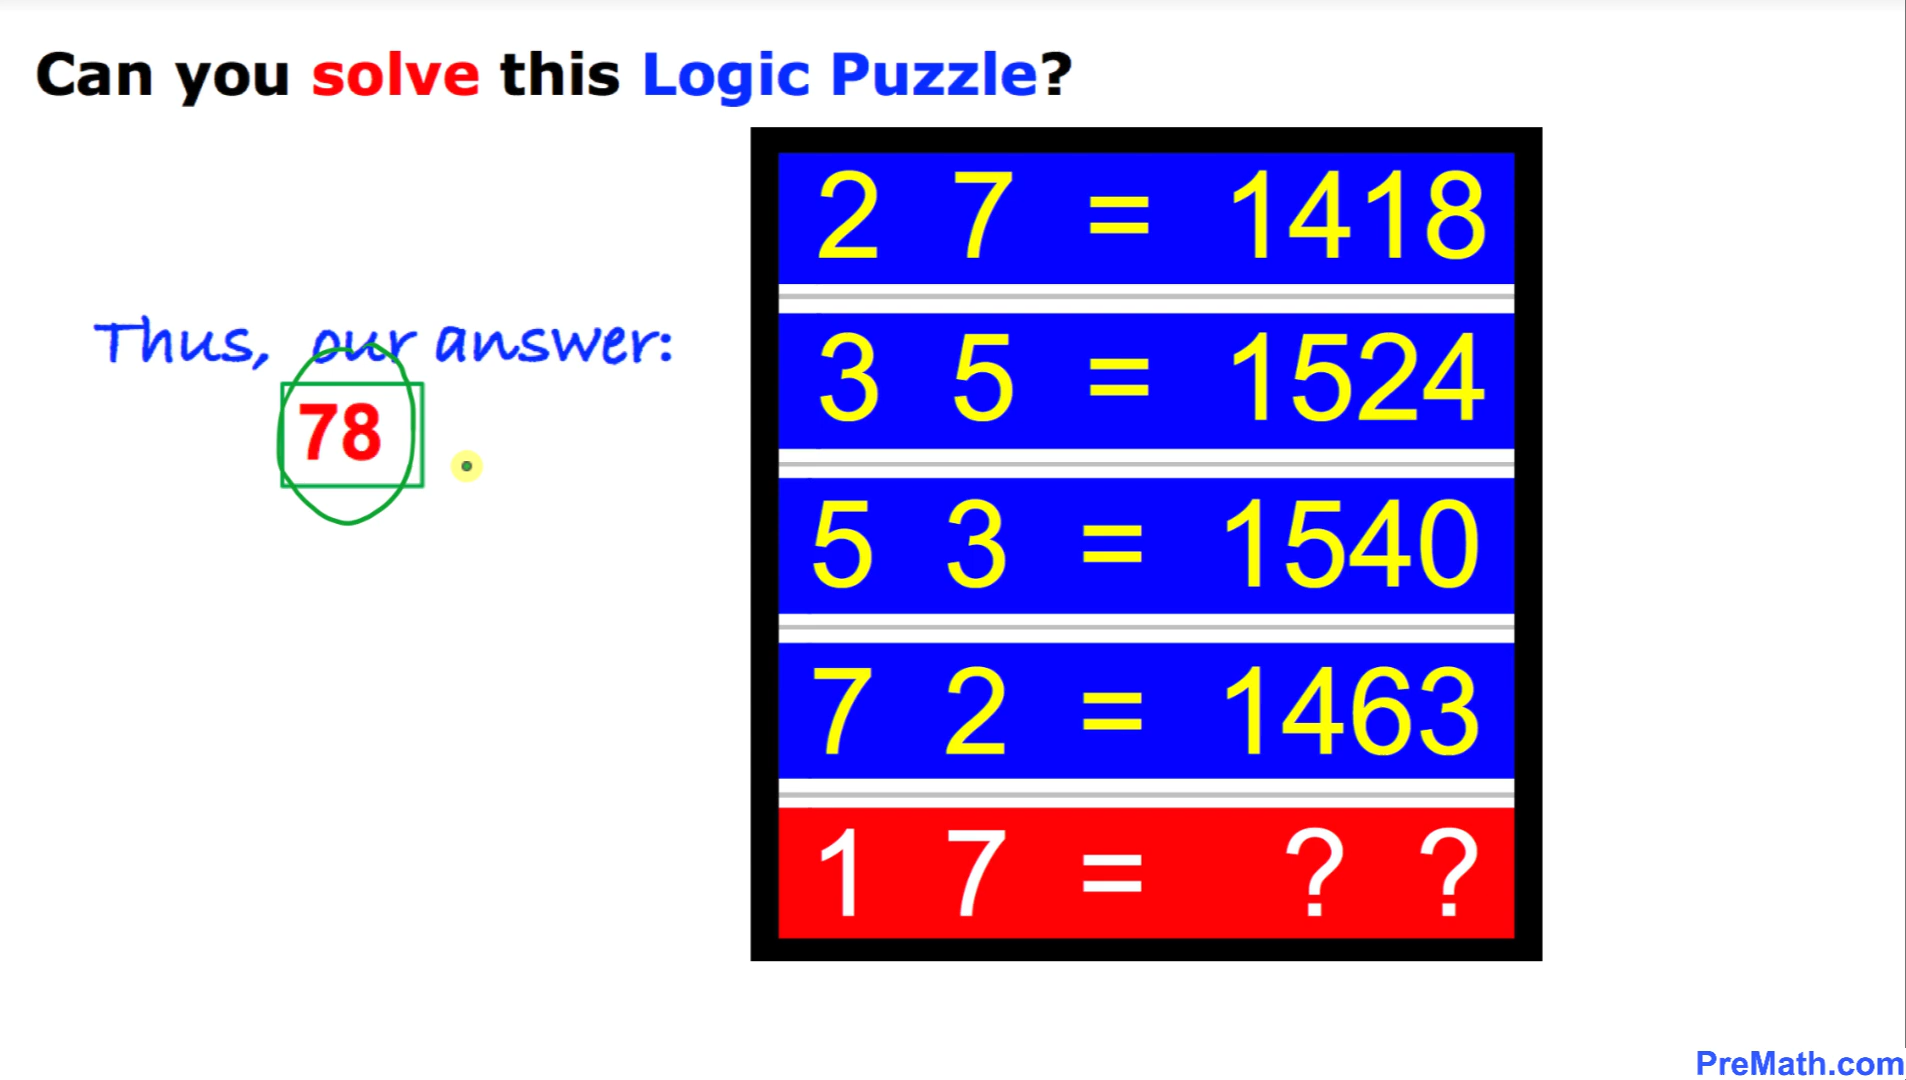 Can you solve this Logic Puzzle?
2 7 = 1418
Thus, our answer:
3 5 = 1524
78
5 3 = 1540
7 2 = 1463
1 7 = ? ?
PreMath.com